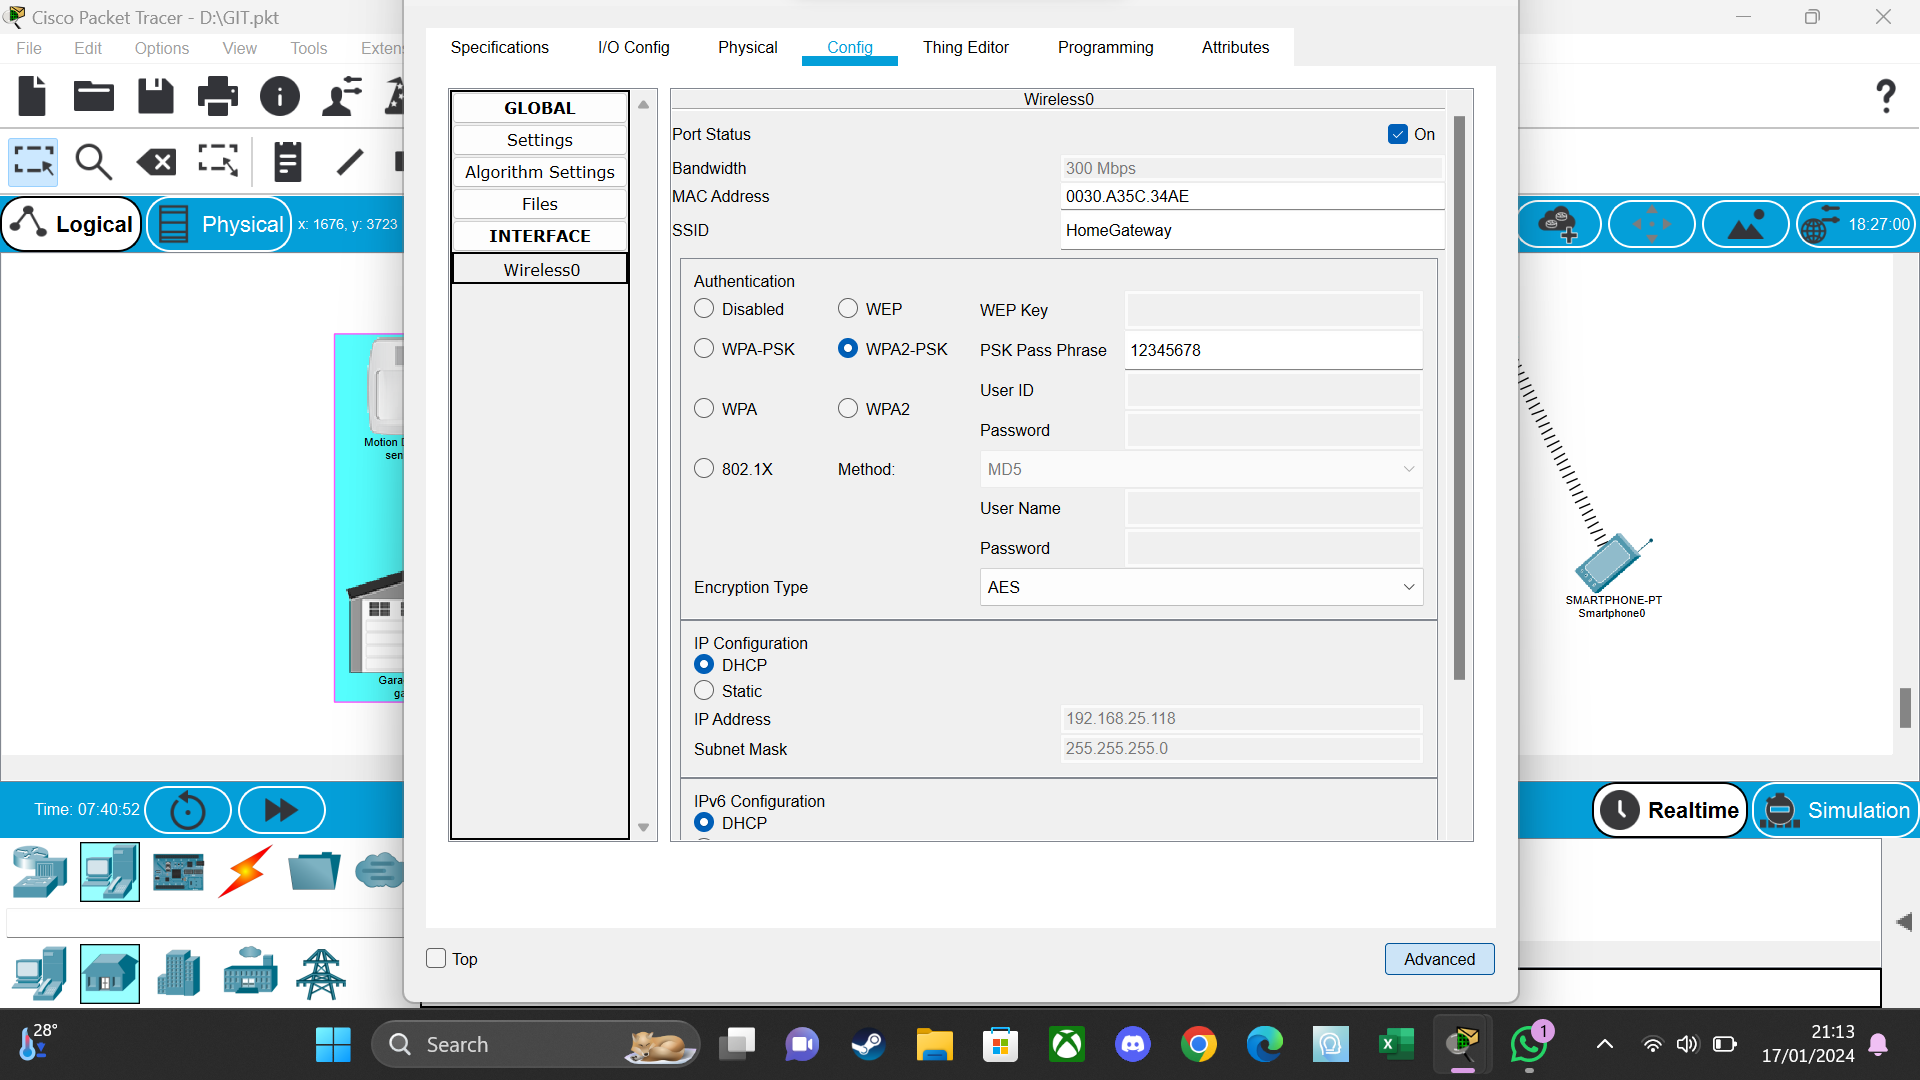 Cisco Packet Tracer - D:\GIT.pkt
File Edit Options View Tools Exten
Specifications I/O Config Physical Config Thing Editor Programming Attributes
GLOBAL
Settings
Algorithm Settings
Files
INTERFACE
Wireless0
Wireless0
Port Status On
Bandwidth 300 Mbps
MAC Address 0030.A35C.34AE
SSID HomeGateway
Authentication
Disabled WEP WEP Key
WPA-PSK WPA2-PSK PSK Pass Phrase 12345678
User ID
WPA WPA2
Password
802.1X Method: MD5
User Name
Password
Encryption Type AES
IP Configuration
DHCP
Static
IP Address 192.168.25.118
Subnet Mask 255.255.255.0
IPv6 Configuration
DHCP
Top Advanced
Logical Physical x: 1676, y: 3723
18:27:00
Motion
sen
Gara
ga
SMARTPHONE-PT
Smartphone0
Time: 07:40:52
Realtime Simulation
28°
Search
1
21:13
17/01/2024